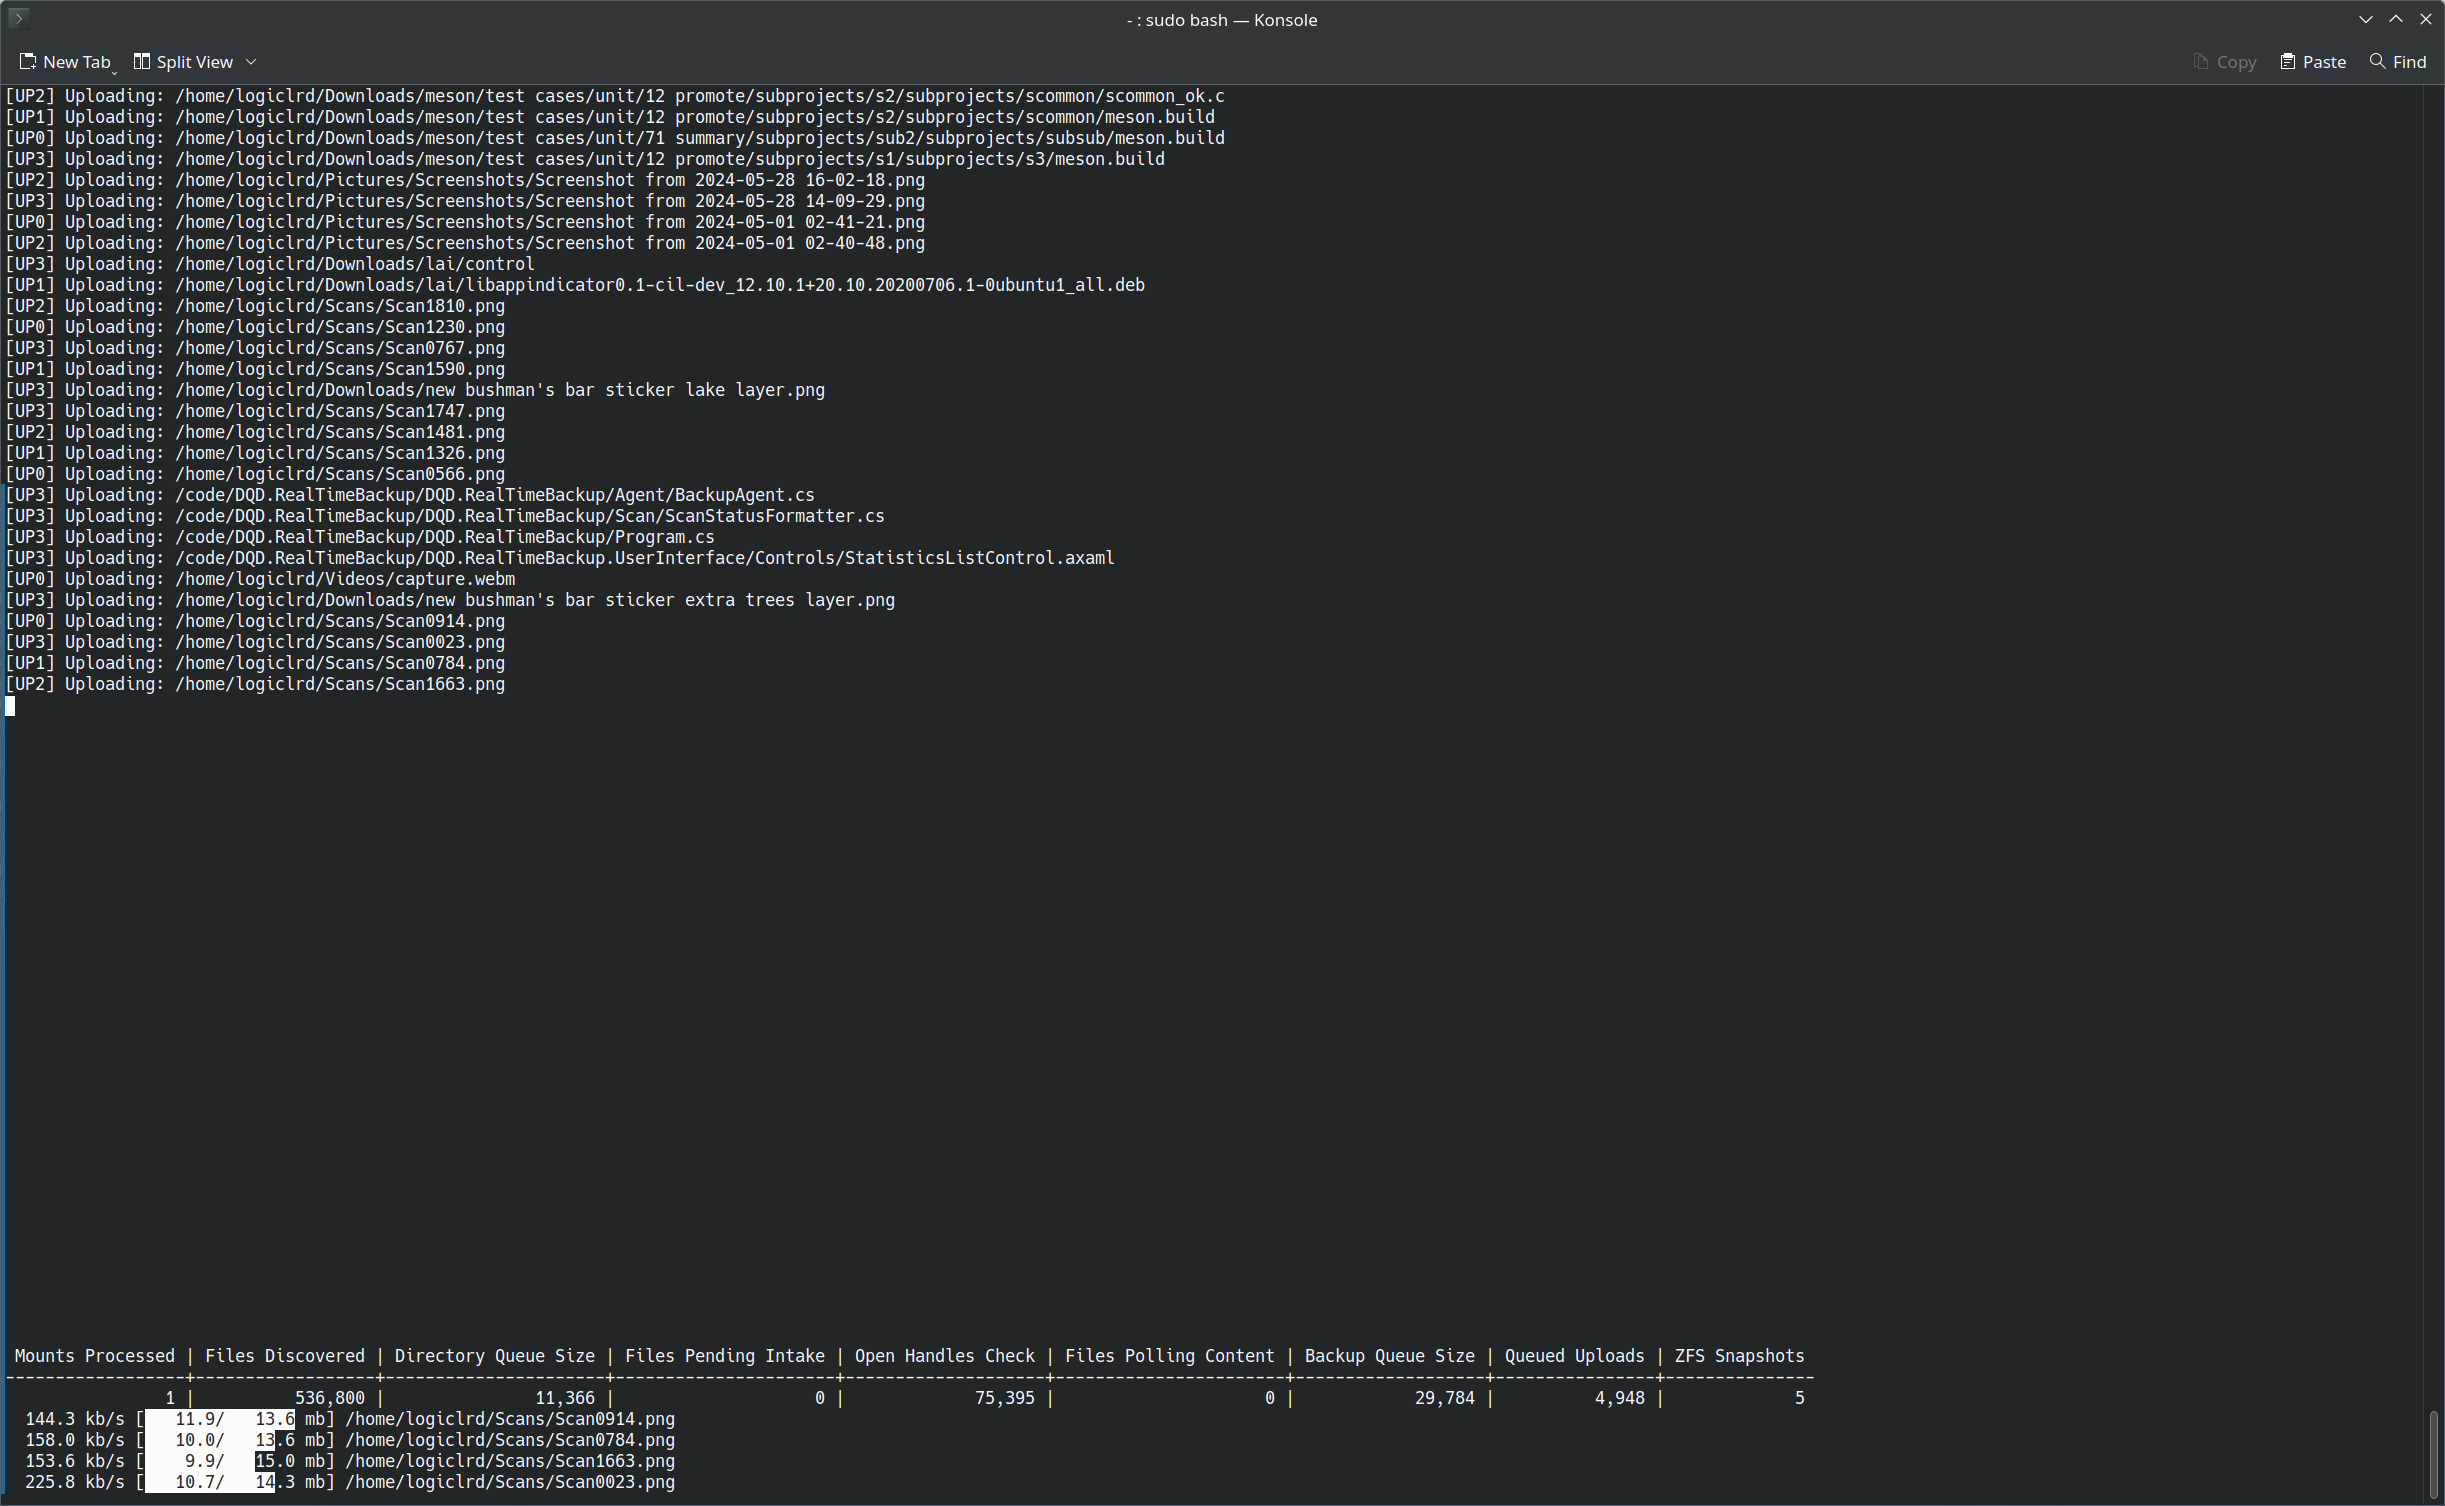 - : sudo bash — Konsole
New Tab Split View Copy Paste Find
[UP2] Uploading: /home/logiclrd/Downloads/meson/test cases/unit/12 promote/subprojects/s2/subprojects/scommon/scommon_ok.c
[UP1] Uploading: /home/logiclrd/Downloads/meson/test cases/unit/12 promote/subprojects/s2/subprojects/scommon/meson.build
[UP0] Uploading: /home/logiclrd/Downloads/meson/test cases/unit/71 summary/subprojects/sub2/subprojects/subsub/meson.build
[UP3] Uploading: /home/logiclrd/Downloads/meson/test cases/unit/12 promote/subprojects/s1/subprojects/s3/meson.build
[UP2] Uploading: /home/logiclrd/Pictures/Screenshots/Screenshot from 2024-05-28 16-02-18.png
[UP3] Uploading: /home/logiclrd/Pictures/Screenshots/Screenshot from 2024-05-28 14-09-29.png
[UP0] Uploading: /home/logiclrd/Pictures/Screenshots/Screenshot from 2024-05-01 02-41-21.png
[UP2] Uploading: /home/logiclrd/Pictures/Screenshots/Screenshot from 2024-05-01 02-40-48.png
[UP3] Uploading: /home/logiclrd/Downloads/lai/control
[UP1] Uploading: /home/logiclrd/Downloads/lai/libappindicator0.1-cil-dev_12.10.1+20.10.20200706.1-0ubuntu1_all.deb
[UP2] Uploading: /home/logiclrd/Scans/Scan1810.png
[UP0] Uploading: /home/logiclrd/Scans/Scan1230.png
[UP3] Uploading: /home/logiclrd/Scans/Scan0767.png
[UP1] Uploading: /home/logiclrd/Scans/Scan1590.png
[UP3] Uploading: /home/logiclrd/Downloads/new bushman's bar sticker lake layer.png
[UP3] Uploading: /home/logiclrd/Scans/Scan1747.png
[UP2] Uploading: /home/logiclrd/Scans/Scan1481.png
[UP1] Uploading: /home/logiclrd/Scans/Scan1326.png
[UP0] Uploading: /home/logiclrd/Scans/Scan0566.png
[UP3] Uploading: /code/DQD.RealTimeBackup/DQD.RealTimeBackup/Agent/BackupAgent.cs
[UP3] Uploading: /code/DQD.RealTimeBackup/DQD.RealTimeBackup/Scan/ScanStatusFormatter.cs
[UP3] Uploading: /code/DQD.RealTimeBackup/DQD.RealTimeBackup/Program.cs
[UP3] Uploading: /code/DQD.RealTimeBackup/DQD.RealTimeBackup.UserInterface/Controls/StatisticsListControl.axaml
[UP0] Uploading: /home/logiclrd/Videos/capture.webm
[UP3] Uploading: /home/logiclrd/Downloads/new bushman's bar sticker extra trees layer.png
[UP0] Uploading: /home/logiclrd/Scans/Scan0914.png
[UP3] Uploading: /home/logiclrd/Scans/Scan0023.png
[UP1] Uploading: /home/logiclrd/Scans/Scan0784.png
[UP2] Uploading: /home/logiclrd/Scans/Scan1663.png
Mounts Processed | Files Discovered | Directory Queue Size | Files Pending Intake | Open Handles Check | Files Polling Content | Backup Queue Size | Queued Uploads | ZFS Snapshots
------------------+------------------+----------------------+----------------------+--------------------+-----------------------+-------------------+----------------+---------------
1 | 536,800 | 11,366 | 0 | 75,395 | 0 | 29,784 | 4,948 | 5
144.3 kb/s [ 11.9/ 13.6 mb] /home/logiclrd/Scans/Scan0914.png
158.0 kb/s [ 10.0/ 13.6 mb] /home/logiclrd/Scans/Scan0784.png
153.6 kb/s [ 9.9/ 15.0 mb] /home/logiclrd/Scans/Scan1663.png
225.8 kb/s [ 10.7/ 14.3 mb] /home/logiclrd/Scans/Scan0023.png